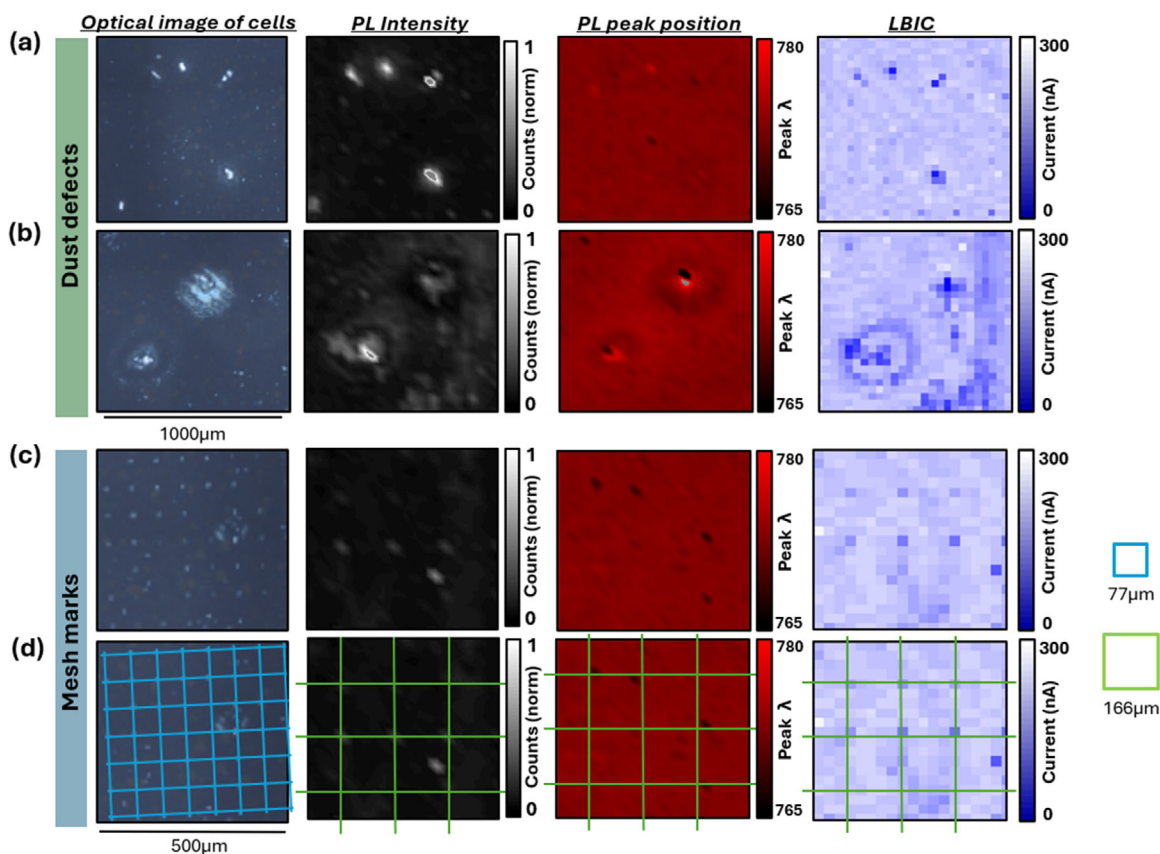 Optical image of cells PL Intensity PL peak position LBIC
(a)
1
Counts (norm)
0
780
Peak λ
765
300
Current (nA)
0
Dust defects
(b)
1
Counts (norm)
0
780
Peak λ
765
300
Current (nA)
0
1000µm
(c)
1
Counts (norm)
0
780
Peak λ
765
300
Current (nA)
0
Mesh marks
77µm
(d)
1
Counts (norm)
0
780
Peak λ
765
300
Current (nA)
0
166µm
500µm